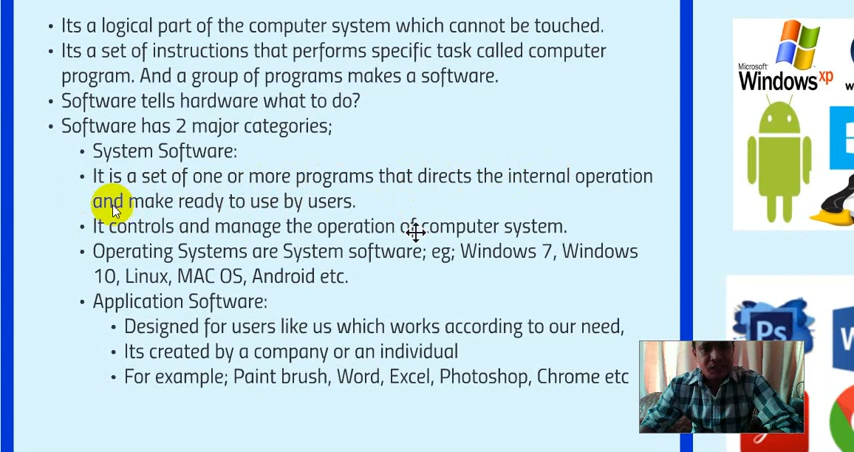 • Its a logical part of the computer system which cannot be touched.
• Its a set of instructions that performs specific task called computer
program. And a group of programs makes a software.
• Software tells hardware what to do?
• Software has 2 major categories;
• System Software:
• It is a set of one or more programs that directs the internal operation
and make ready to use by users.
• It controls and manage the operation of computer system.
• Operating Systems are System software; eg; Windows 7, Windows
10, Linux, MAC OS, Android etc.
• Application Software:
• Designed for users like us which works according to our need,
• Its created by a company or an individual
• For example; Paint brush, Word, Excel, Photoshop, Chrome etc
Microsoft
Windows xp
Ps
W